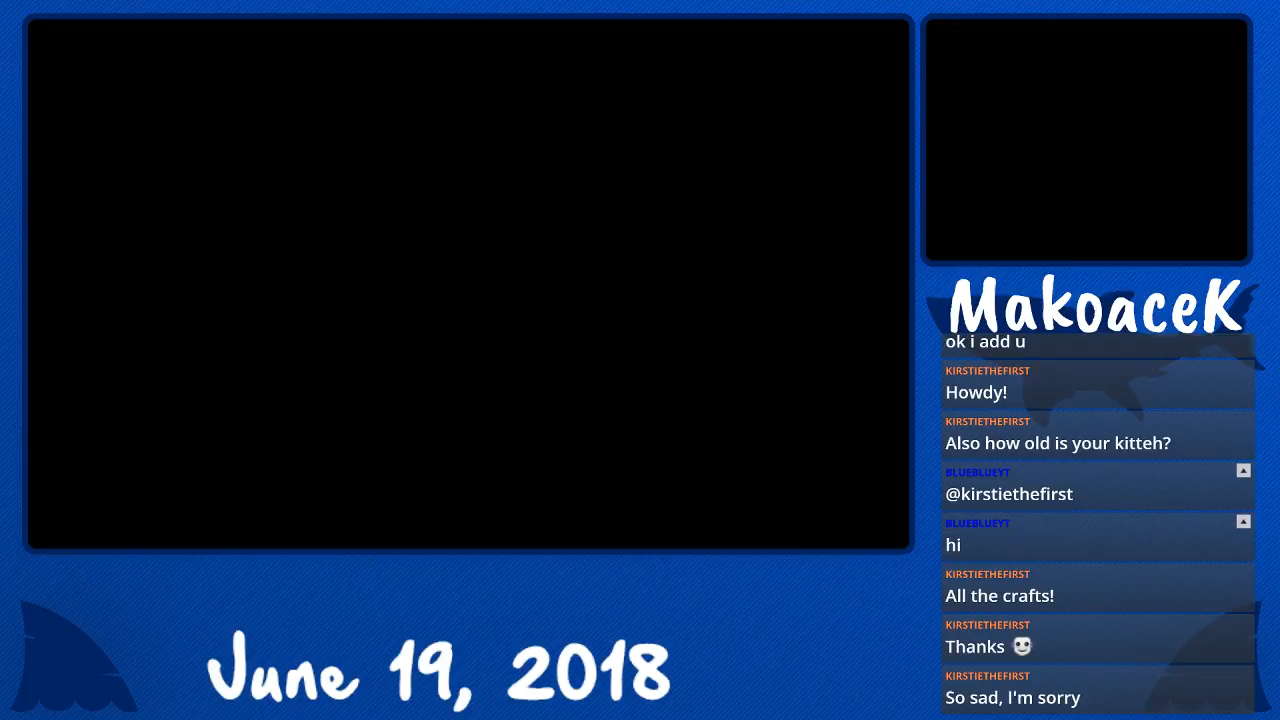 MakoaceK
ok i add u
KIRSTIETHEFIRST
Howdy!
KIRSTIETHEFIRST
Also how old is your kitteh?
BLUEBLUEYT
@kirstiethefirst
BLUEBLUEYT
hi
KIRSTIETHEFIRST
All the crafts!
KIRSTIETHEFIRST
Thanks
KIRSTIETHEFIRST
So sad, I'm sorry
June 19, 2018